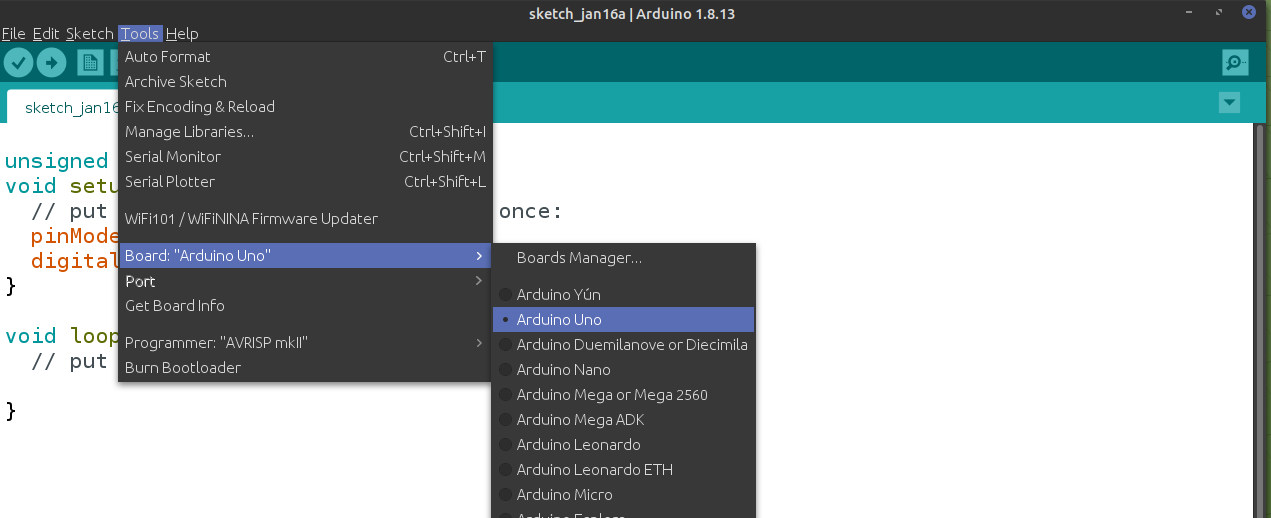 sketch_jan16a | Arduino 1.8.13
File Edit Sketch Tools Help
sketch_jan16
unsigned
void setu
// put once:
pinMode
digital
}
void loop
// put
}
Auto Format Ctrl+T
Archive Sketch
Fix Encoding & Reload
Manage Libraries... Ctrl+Shift+I
Serial Monitor Ctrl+Shift+M
Serial Plotter Ctrl+Shift+L
WiFi101 / WiFiNINA Firmware Updater
Board: "Arduino Uno"
Port
Get Board Info
Programmer: "AVRISP mkII"
Burn Bootloader
Boards Manager...
Arduino Yún
Arduino Uno
Arduino Duemilanove or Diecimila
Arduino Nano
Arduino Mega or Mega 2560
Arduino Mega ADK
Arduino Leonardo
Arduino Leonardo ETH
Arduino Micro